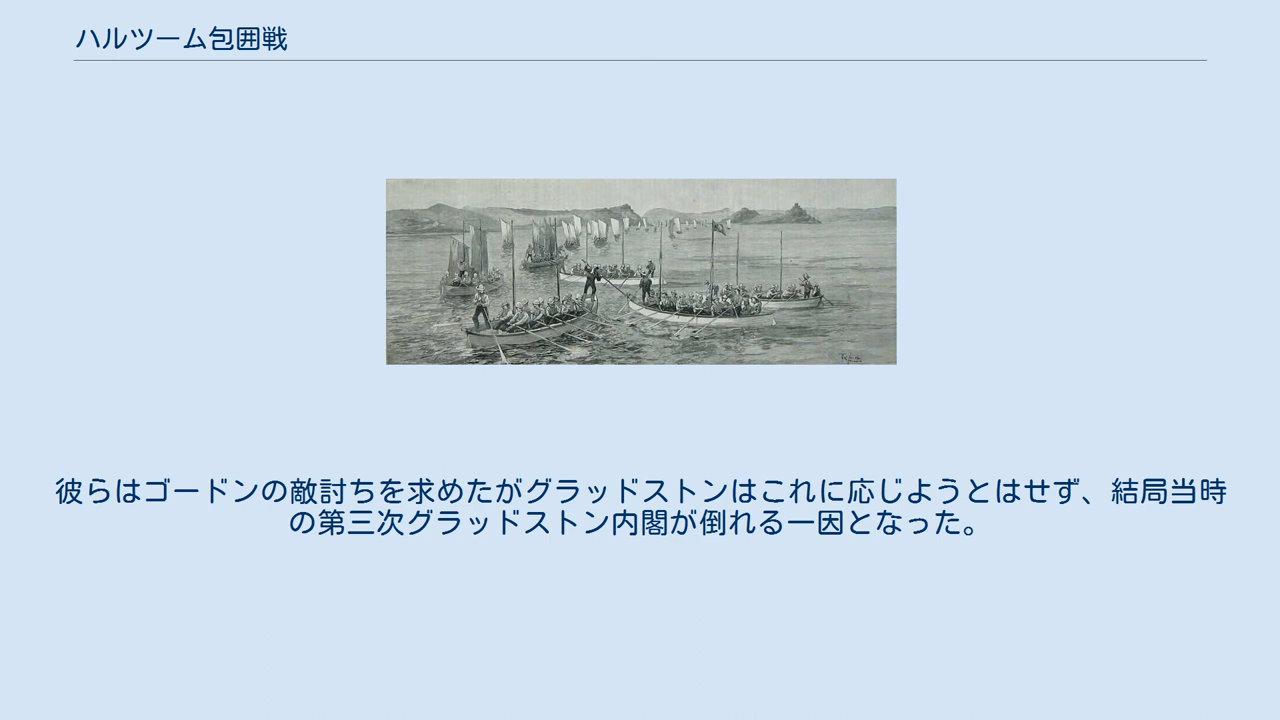 ハルツーム包囲戦
彼らはゴードンの敵討ちを求めたがグラッドストンはこれに応じようとはせず、結局当時
の第三次グラッドストン内閣が倒れる一因となった。